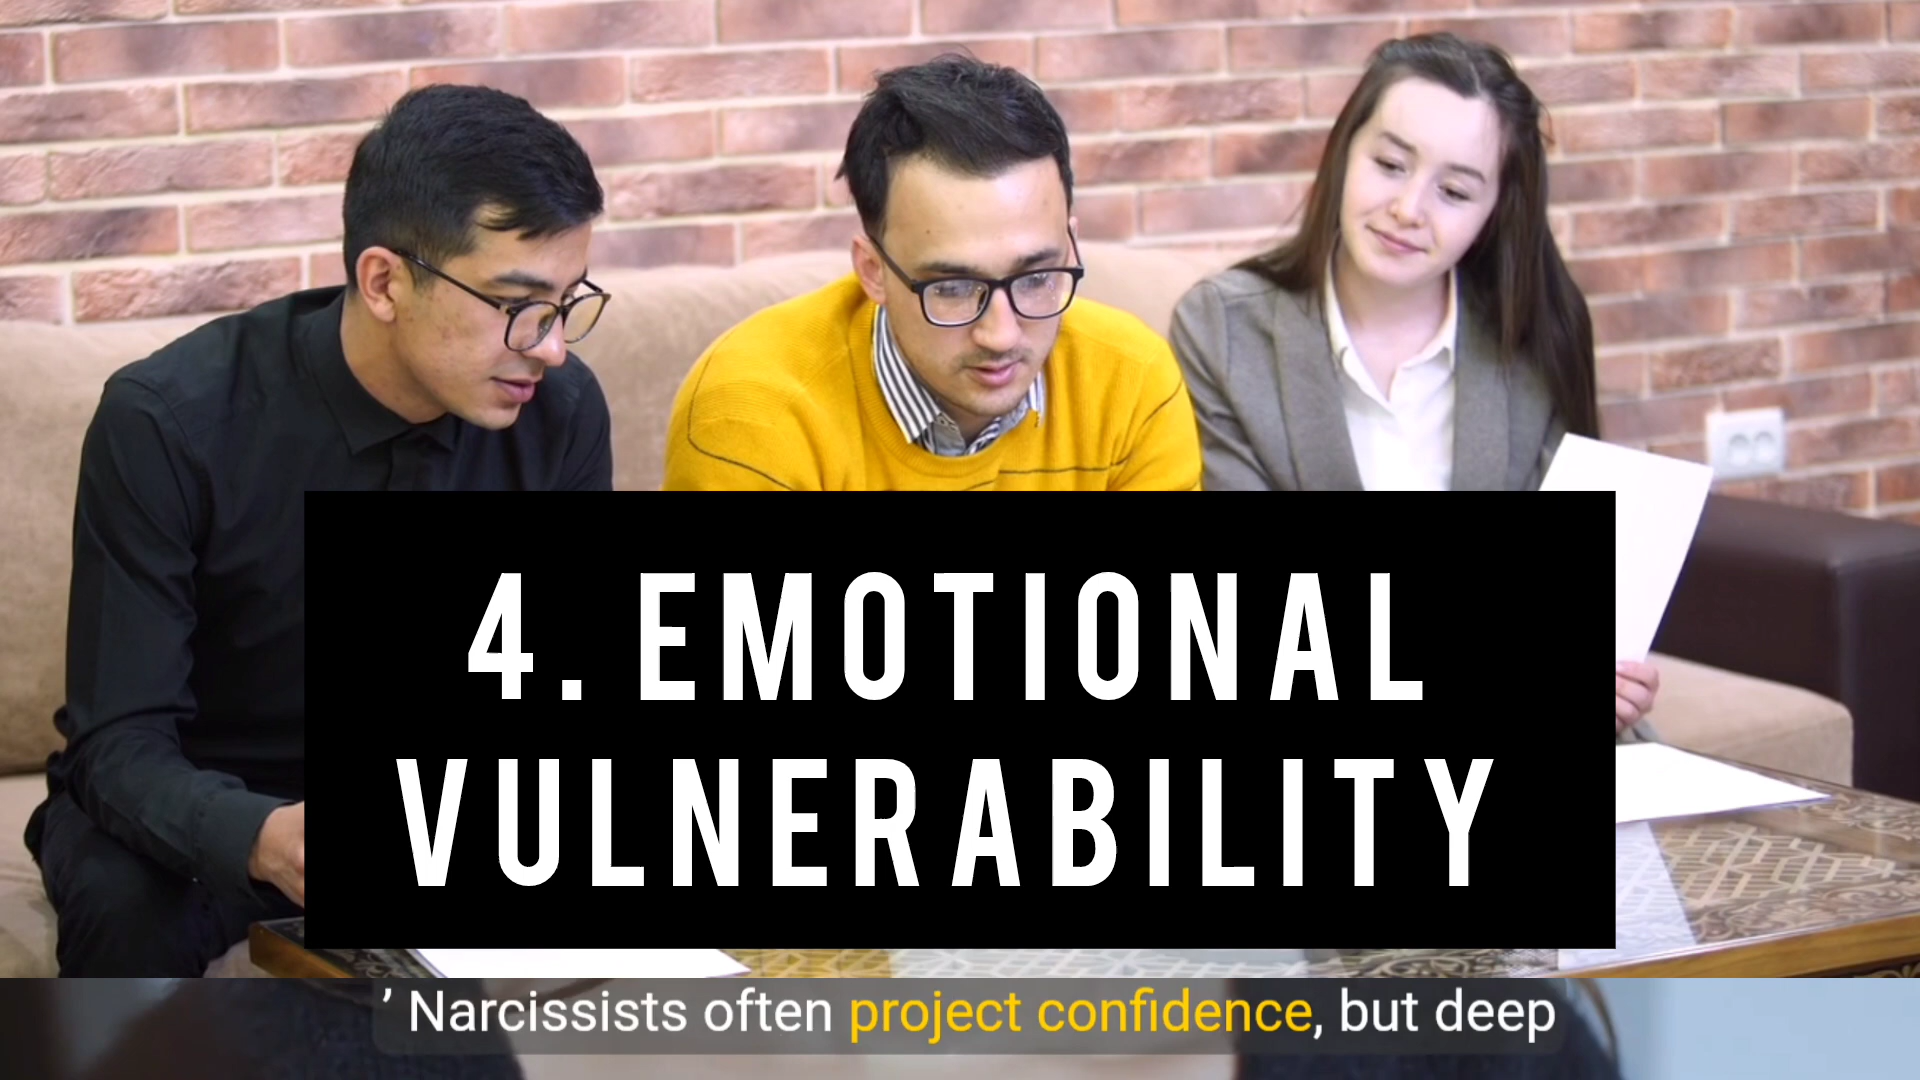 4. EMOTIONAL
VULNERABILITY
’ Narcissists often project confidence, but deep